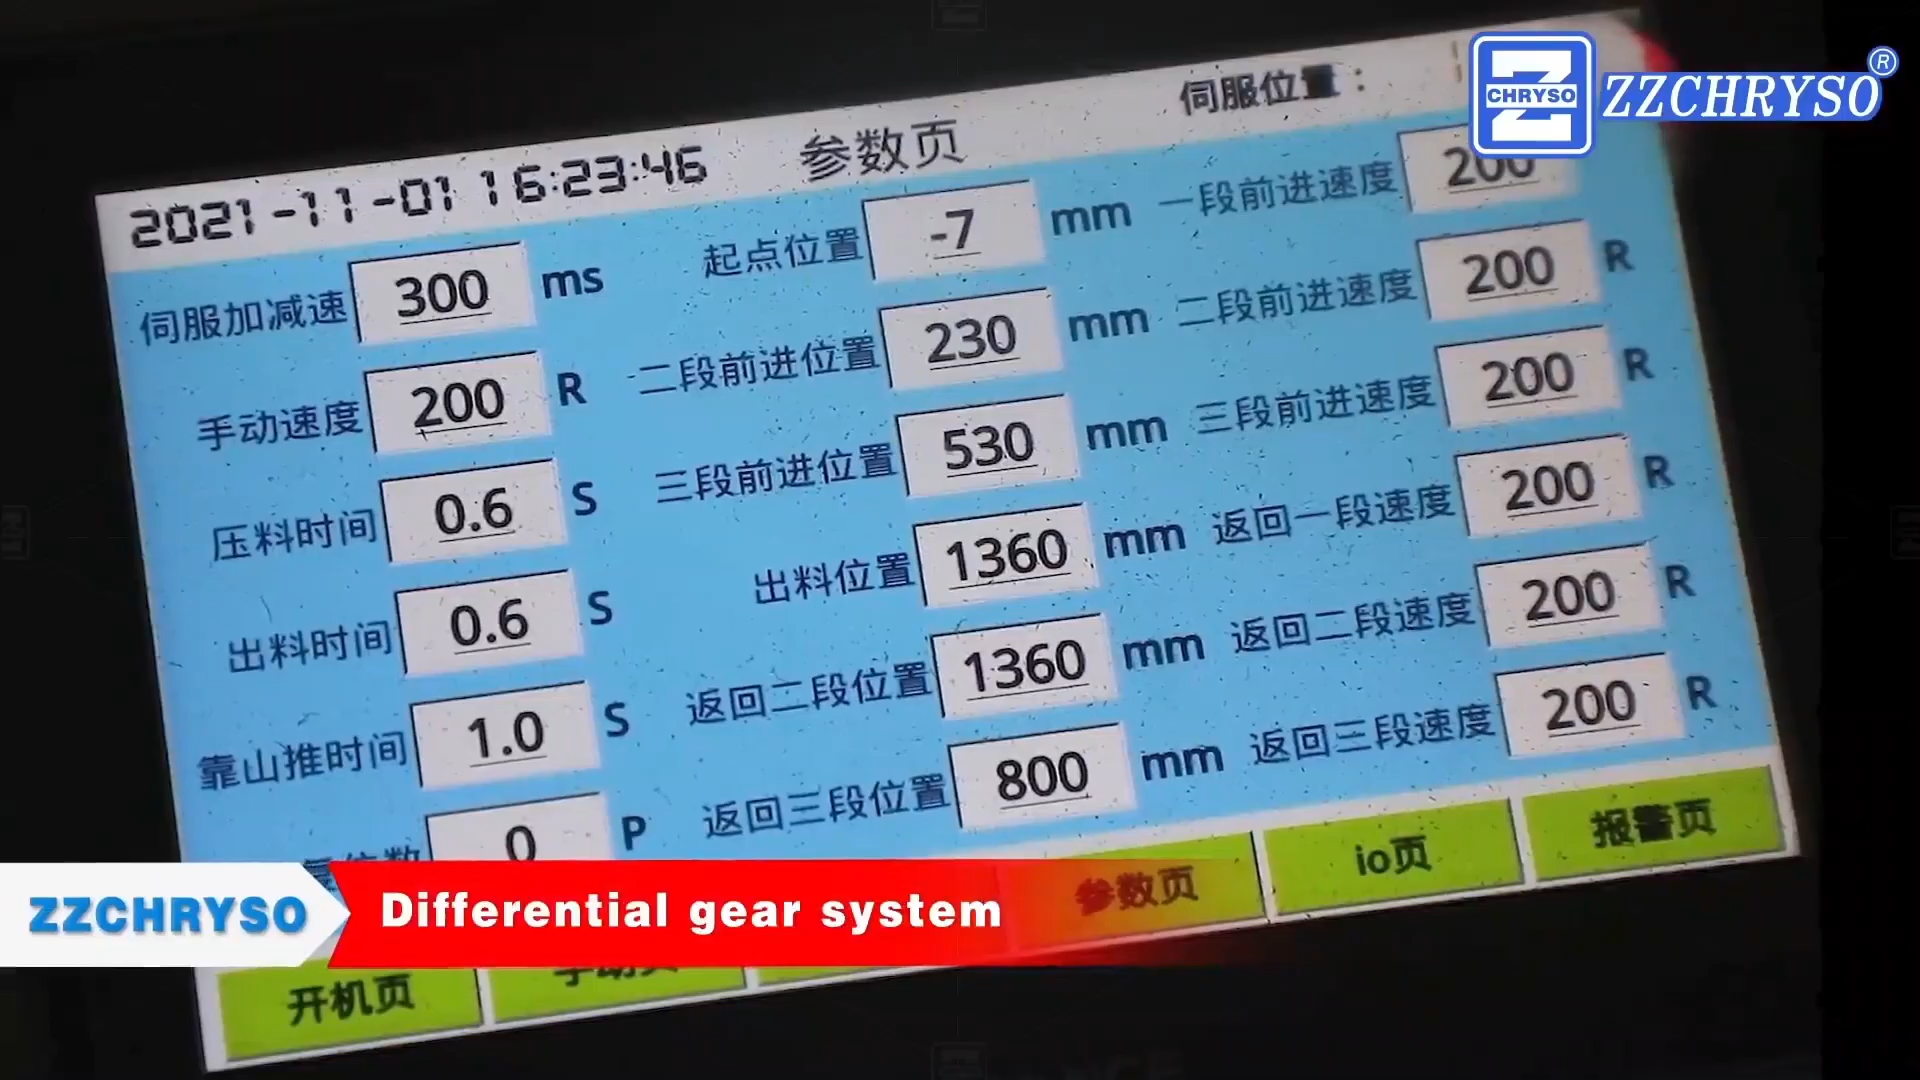 Z CHRYSO ZZCHRYSO®
伺服位置：
2021-11-01 16:23:46 参数页
伺服加减速 300 ms 起点位置 -7 mm 一段前进速度 200
手动速度 200 R 二段前进位置 230 mm 二段前进速度 200 R
压料时间 0.6 S 三段前进位置 530 mm 三段前进速度 200 R
出料时间 0.6 S 出料位置 1360 mm 返回一段速度 200 R
靠山推时间 1.0 S 返回二段位置 1360 mm 返回二段速度 200 R
0 P 返回三段位置 800 mm 返回三段速度 200 R
开机页 手动页 参数页 io页 报警页
ZZCHRYSO Differential gear system